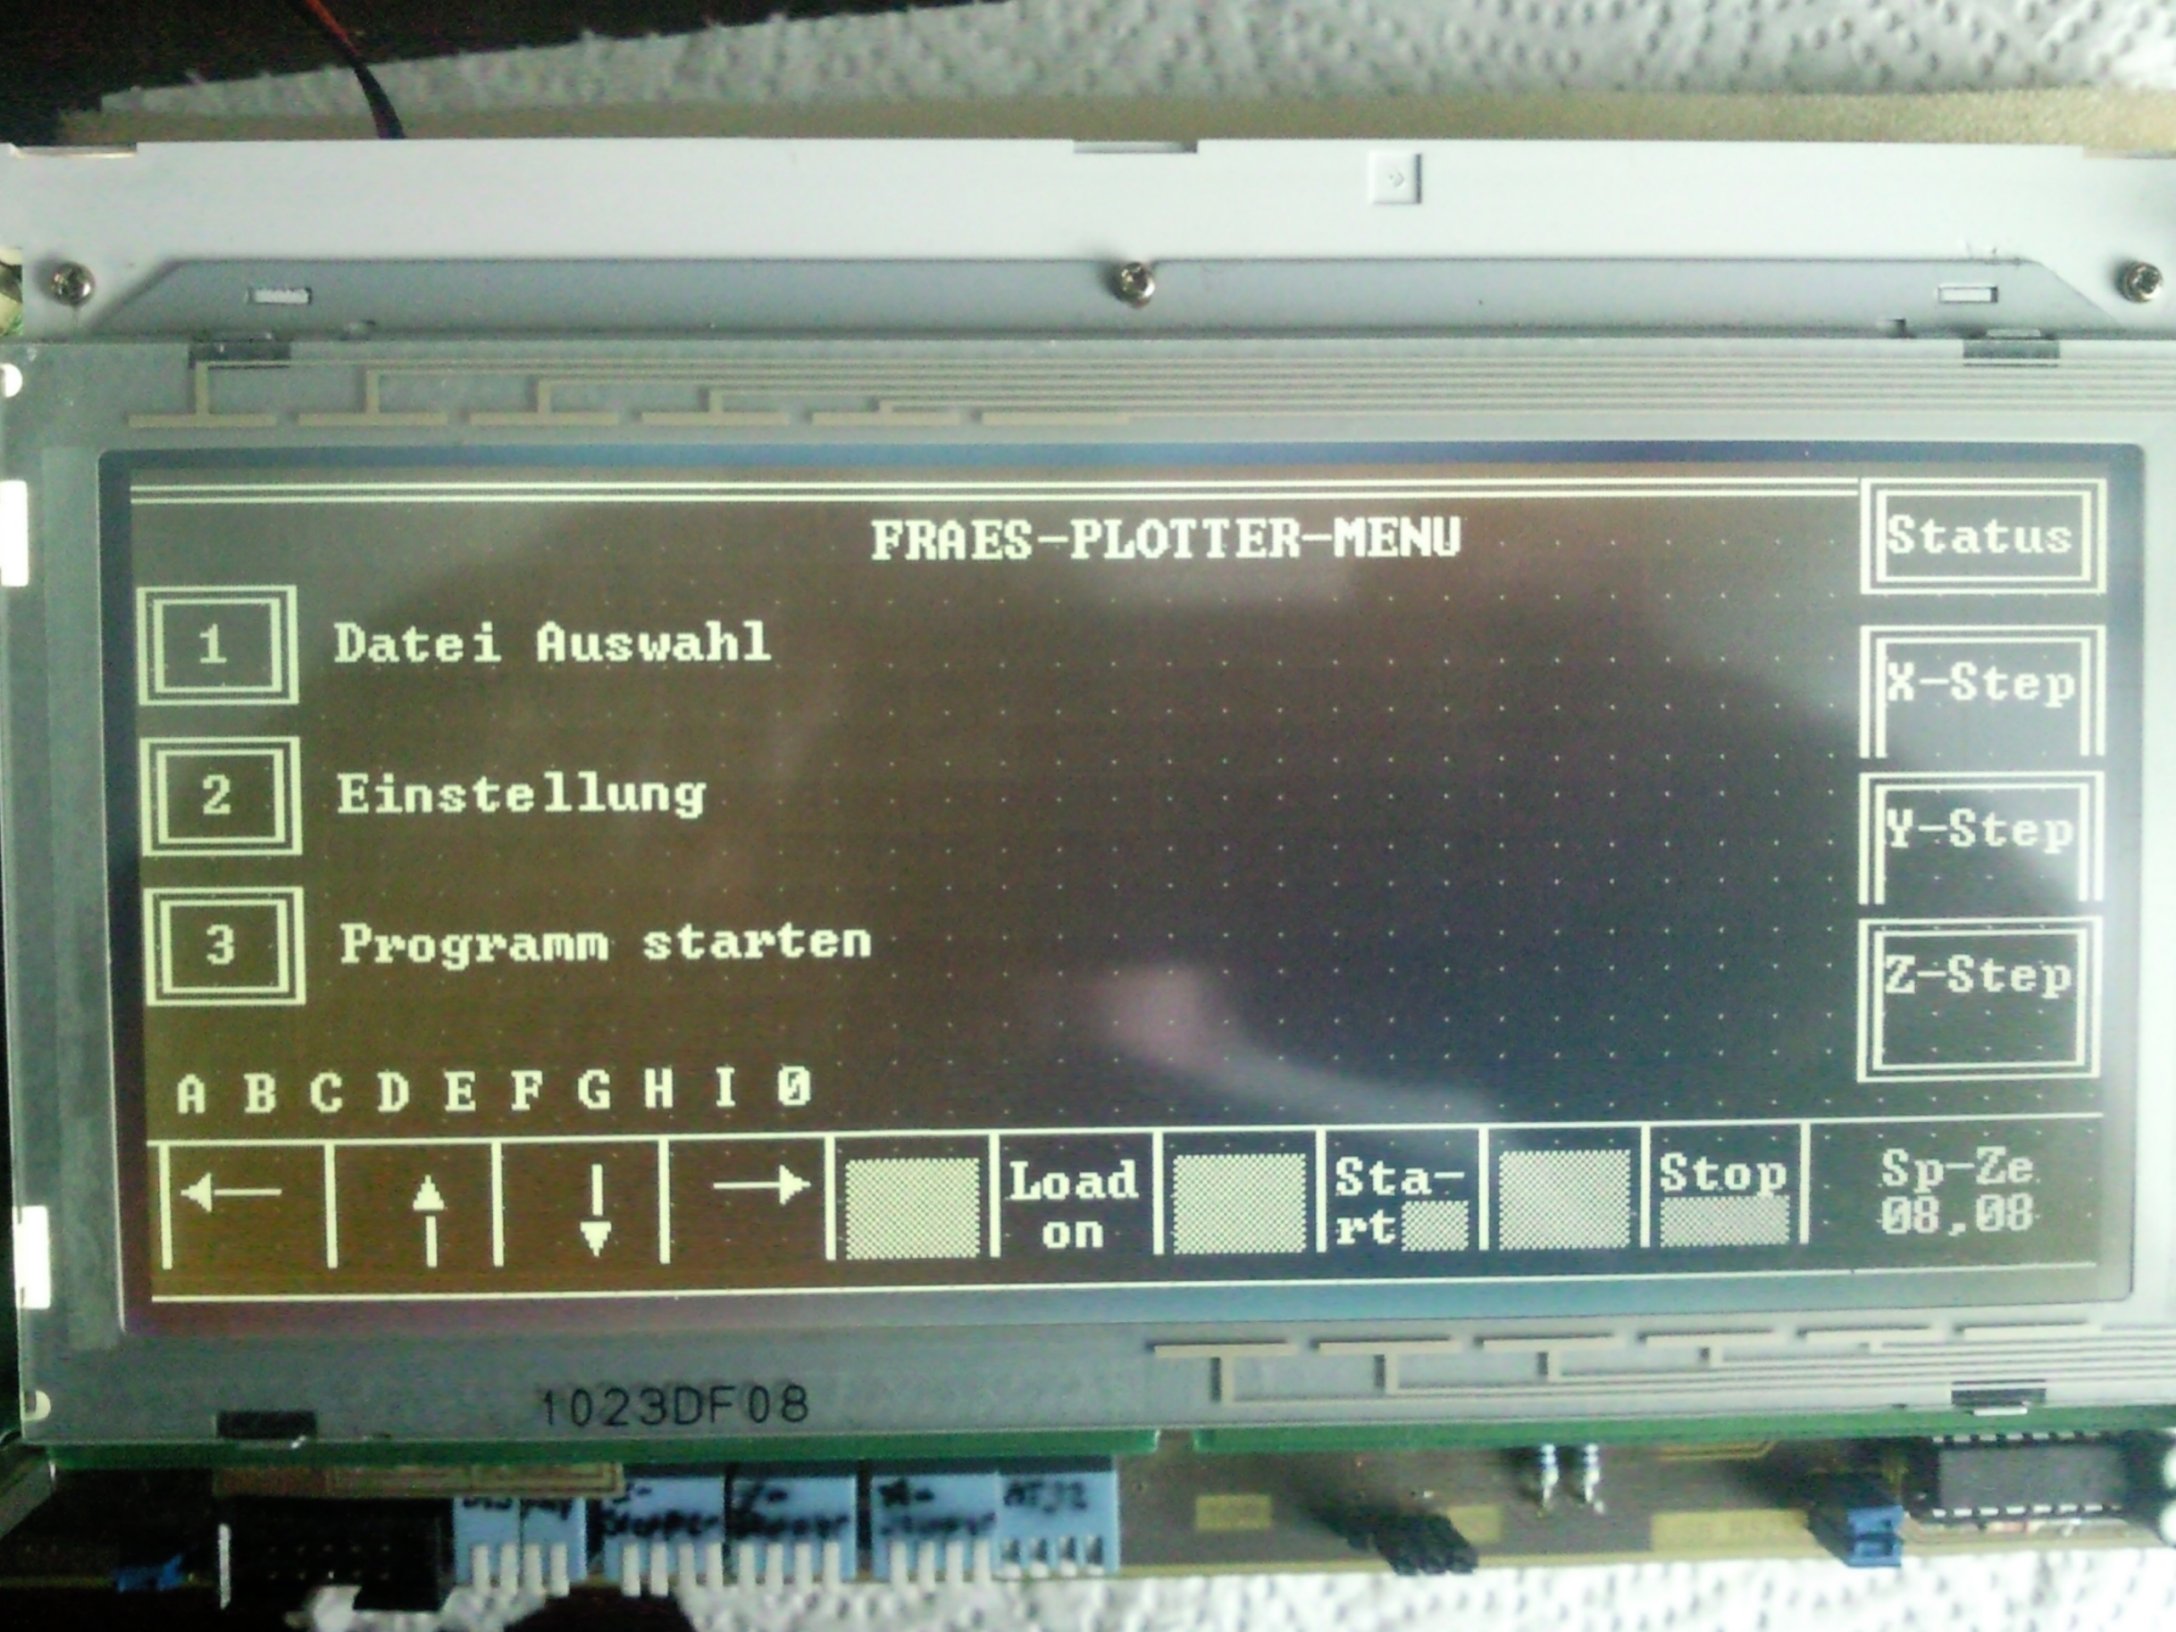 FRAES-PLOTTER-MENU
Status
1 Datei Auswahl
X-Step
2 Einstellung
Y-Step
3 Programm starten
Z-Step
A B C D E F G H I 0
← ↑ ↓ → Load on Sta-rt Stop
Sp-Ze
08,08
1023DF08